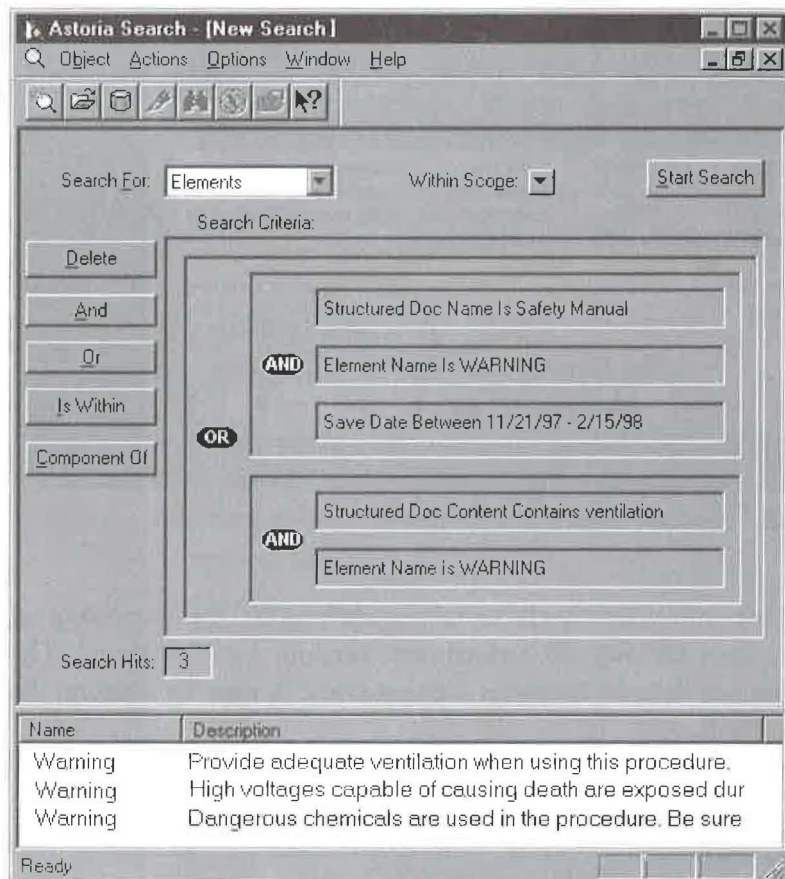 Astoria Search - [New Search]
Object Actions Options Window Help
Search For: Elements Within Scope: Start Search
Search Criteria:
Delete
And
Or
Is Within
Component Of
OR
AND
Structured Doc Name Is Safety Manual
Element Name Is WARNING
Save Date Between 11/21/97 - 2/15/98
AND
Structured Doc Content Contains ventilation
Element Name is WARNING
Search Hits: 3
Name Description
Warning Provide adequate ventilation when using this procedure.
Warning High voltages capable of causing death are exposed dur
Warning Dangerous chemicals are used in the procedure. Be sure
Ready